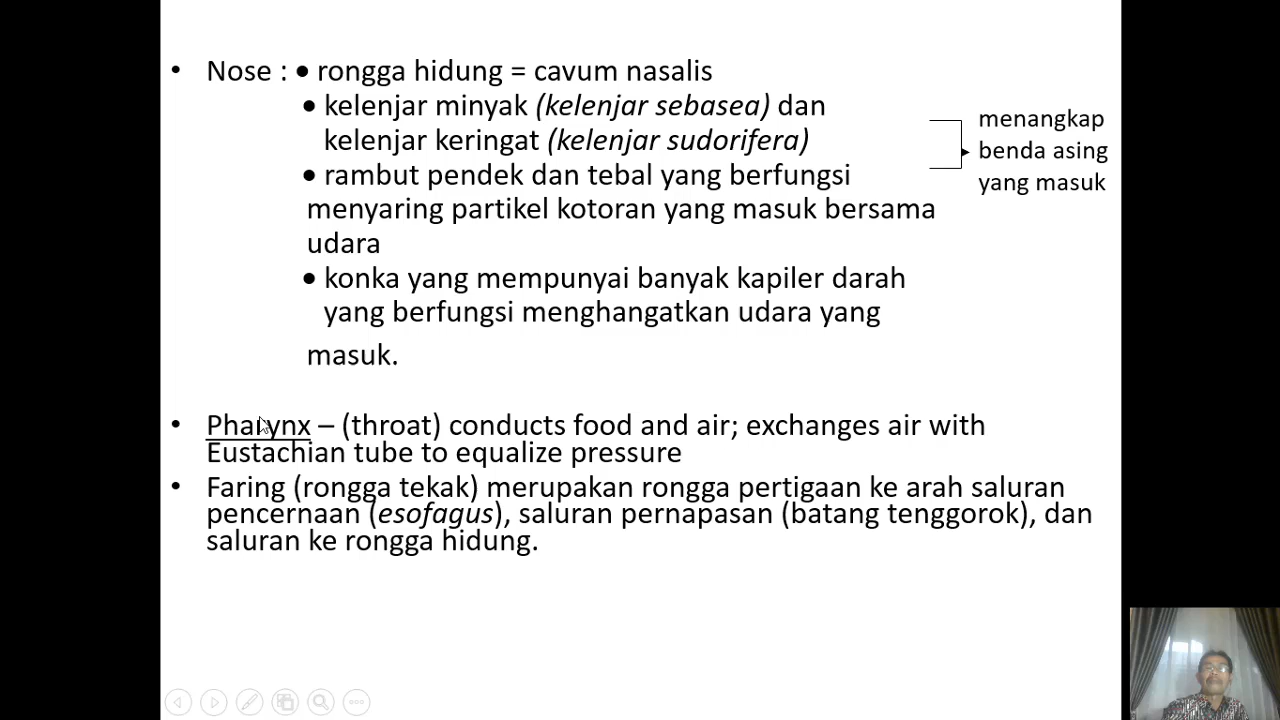 • Nose : • rongga hidung = cavum nasalis
• kelenjar minyak (kelenjar sebasea) dan
kelenjar keringat (kelenjar sudorifera)
menangkap
benda asing
yang masuk
• rambut pendek dan tebal yang berfungsi
menyaring partikel kotoran yang masuk bersama
udara
• konka yang mempunyai banyak kapiler darah
yang berfungsi menghangatkan udara yang
masuk.
• Pharynx – (throat) conducts food and air; exchanges air with
Eustachian tube to equalize pressure
• Faring (rongga tekak) merupakan rongga pertigaan ke arah saluran
pencernaan (esofagus), saluran pernapasan (batang tenggorok), dan
saluran ke rongga hidung.